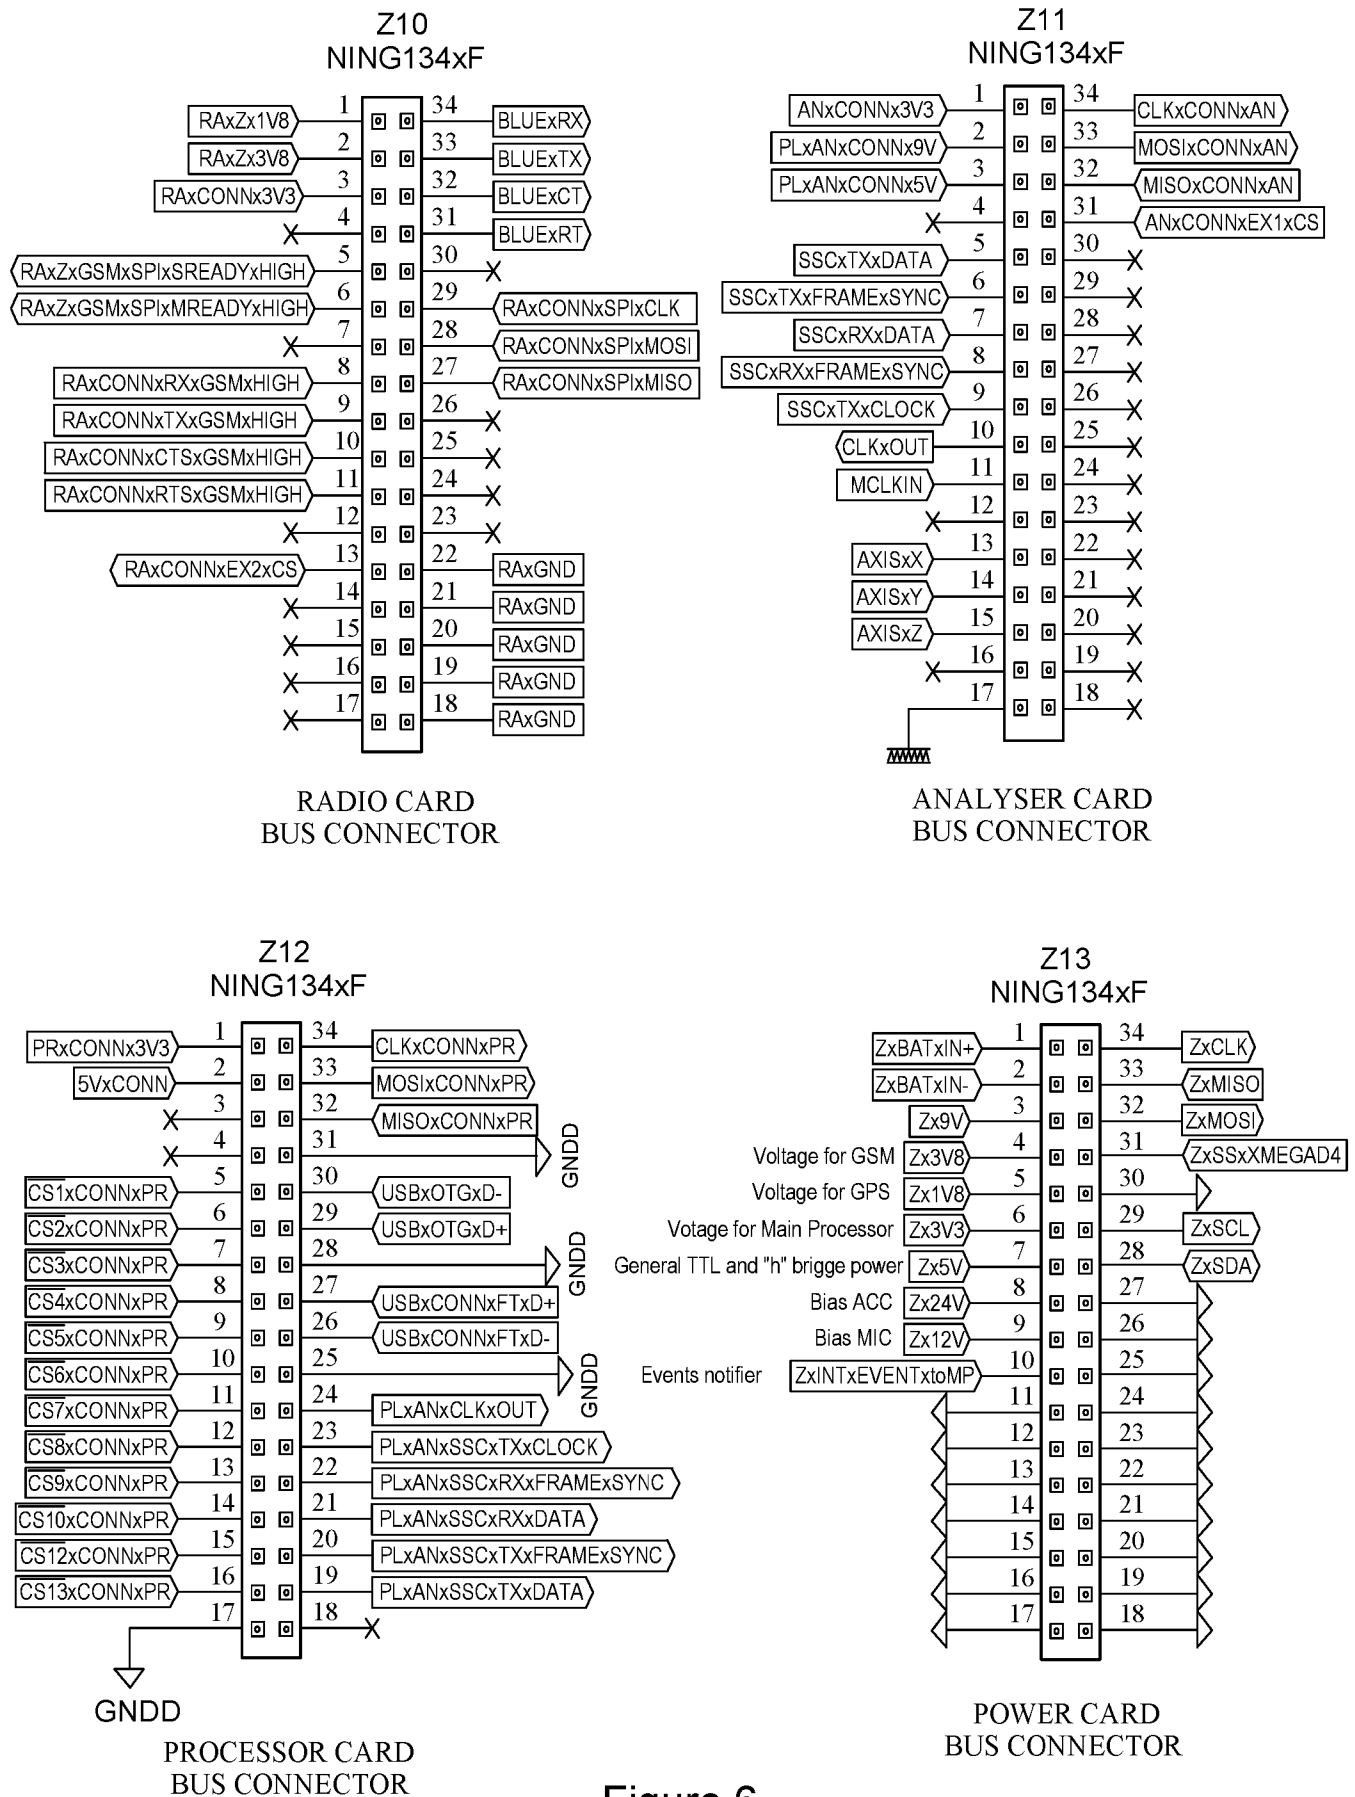 Z10
NING134xF
1 34
RAxZx1V8 BLUExRX
2 33
RAxZx3V8 BLUExTX
3 32
RAxCONNx3V3 BLUExCT
4 31
BLUExRT
5 30
RAxZxGSMxSPIxSREADYxHIGH
6 29
RAxZxGSMxSPIxMREADYxHIGH RAxCONNxSPIxCLK
7 28
RAxCONNxSPIxMOSI
8 27
RAxCONNxRXxGSMxHIGH RAxCONNxSPIxMISO
9 26
RAxCONNxTXxGSMxHIGH
10 25
RAxCONNxCTSxGSMxHIGH
11 24
RAxCONNxRTSxGSMxHIGH
12 23
13 22
RAxCONNxEX2xCS RAxGND
14 21
RAxGND
15 20
RAxGND
16 19
RAxGND
17 18
RAxGND
RADIO CARD
BUS CONNECTOR
Z11
NING134xF
1 34
ANxCONNx3V3 CLKxCONNxAN
2 33
PLxANxCONNx9V MOSIxCONNxAN
3 32
PLxANxCONNx5V MISOxCONNxAN
4 31
ANxCONNxEX1xCS
5 30
SSCxTXxDATA
6 29
SSCxTXxFRAMExSYNC
7 28
SSCxRXxDATA
8 27
SSCxRXxFRAMExSYNC
9 26
SSCxTXxCLOCK
10 25
CLKxOUT
11 24
MCLKIN
12 23
13 22
AXISxX
14 21
AXISxY
15 20
AXISxZ
16 19
17 18
ANALYSER CARD
BUS CONNECTOR
Z12
NING134xF
1 34
PRxCONNx3V3 CLKxCONNxPR
2 33
5VxCONN MOSIxCONNxPR
3 32
MISOxCONNxPR
4 31
GNDD
5 30
CS1xCONNxPR USBxOTGxD-
6 29
CS2xCONNxPR USBxOTGxD+
7 28
CS3xCONNxPR GNDD
8 27
CS4xCONNxPR USBxCONNxFTxD+
9 26
CS5xCONNxPR USBxCONNxFTxD-
10 25
CS6xCONNxPR GNDD
11 24
CS7xCONNxPR PLxANxCLKxOUT
12 23
CS8xCONNxPR PLxANxSSCxTXxCLOCK
13 22
CS9xCONNxPR PLxANxSSCxRXxFRAMExSYNC
14 21
CS10xCONNxPR PLxANxSSCxRXxDATA
15 20
CS12xCONNxPR PLxANxSSCxTXxFRAMExSYNC
16 19
CS13xCONNxPR PLxANxSSCxTXxDATA
17 18
GNDD
PROCESSOR CARD
BUS CONNECTOR
Z13
NING134xF
1 34
ZxBATxIN+ ZxCLK
2 33
ZxBATxIN- ZxMISO
3 32
Zx9V ZxMOSI
4 31
Voltage for GSM Zx3V8 ZxSSxXMEGAD4
5 30
Voltage for GPS Zx1V8
6 29
Votage for Main Processor Zx3V3 ZxSCL
7 28
General TTL and "h" brigge power Zx5V ZxSDA
8 27
Bias ACC Zx24V
9 26
Bias MIC Zx12V
10 25
Events notifier ZxINTxEVENTxtoMP
11 24
12 23
13 22
14 21
15 20
16 19
17 18
POWER CARD
BUS CONNECTOR
Figure 6